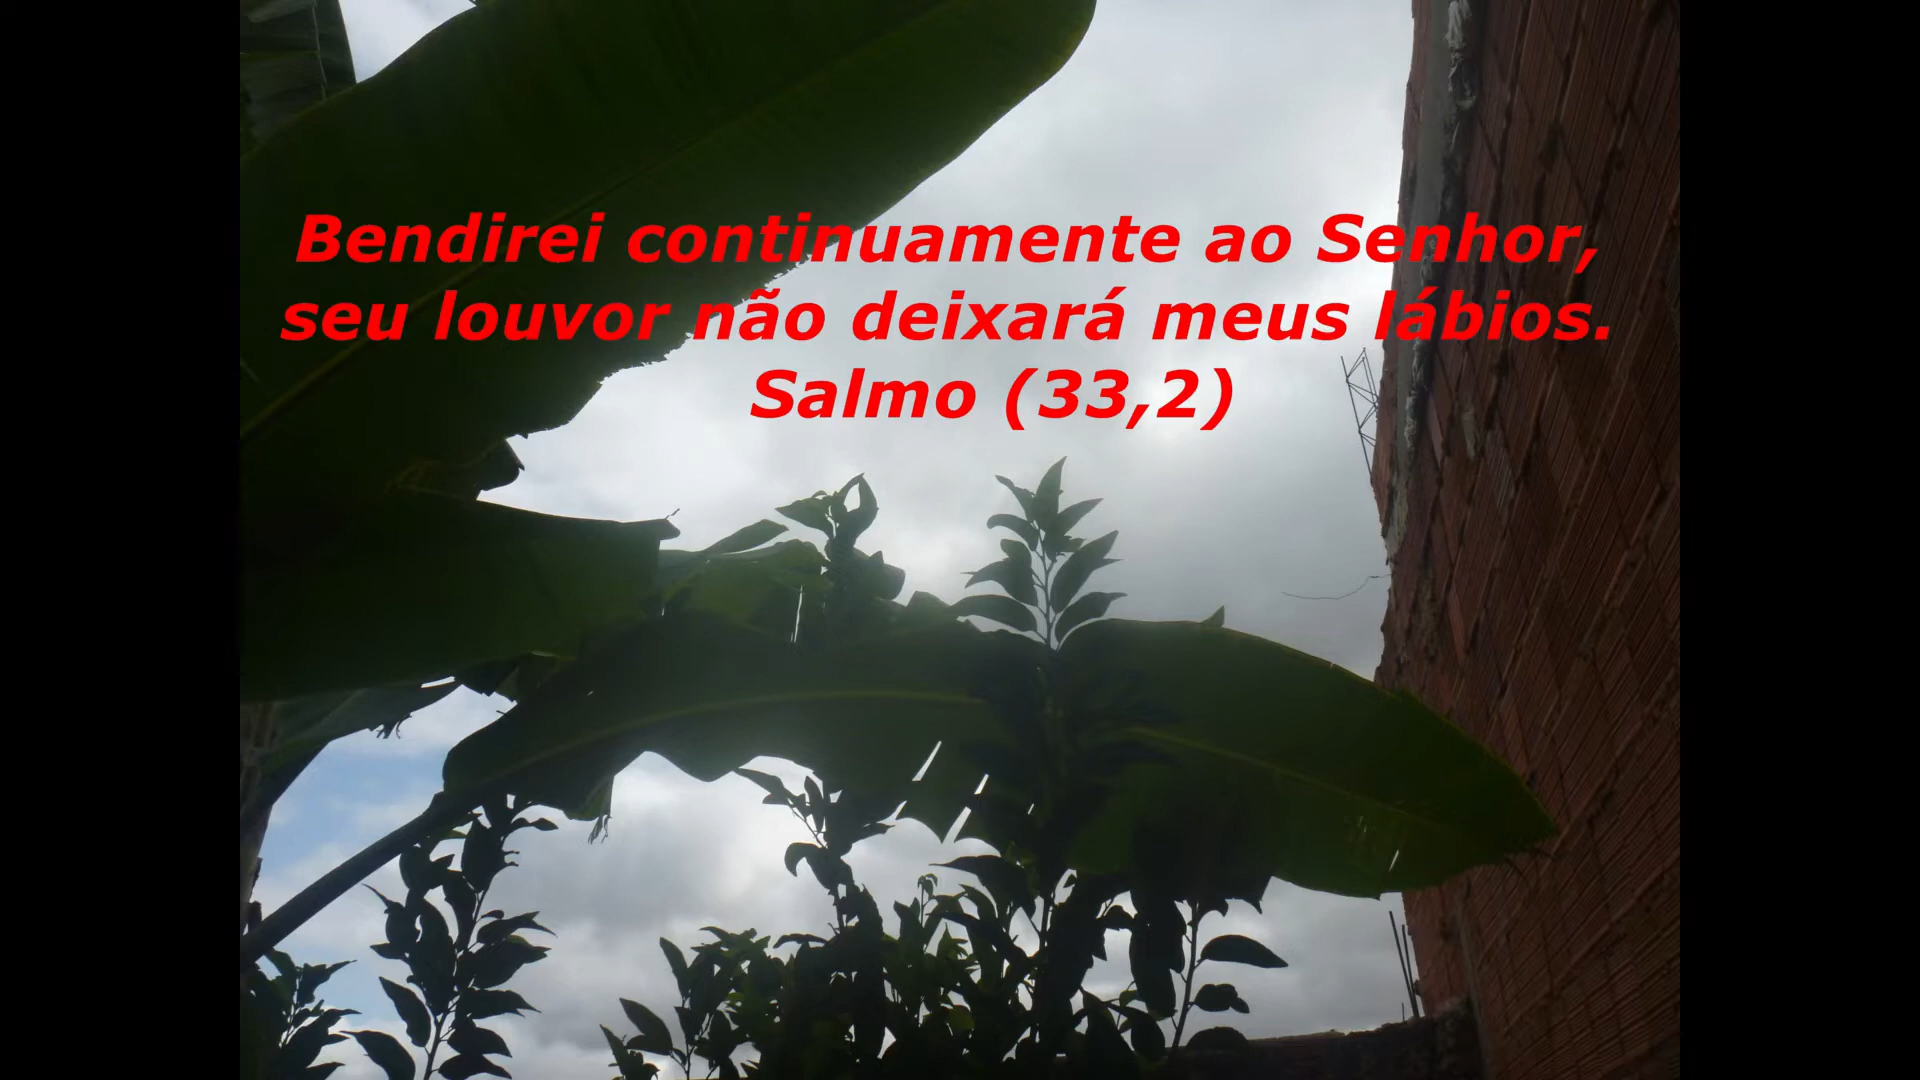 Bendirei continuamente ao Senhor,
seu louvor não deixará meus lábios.
Salmo (33,2)